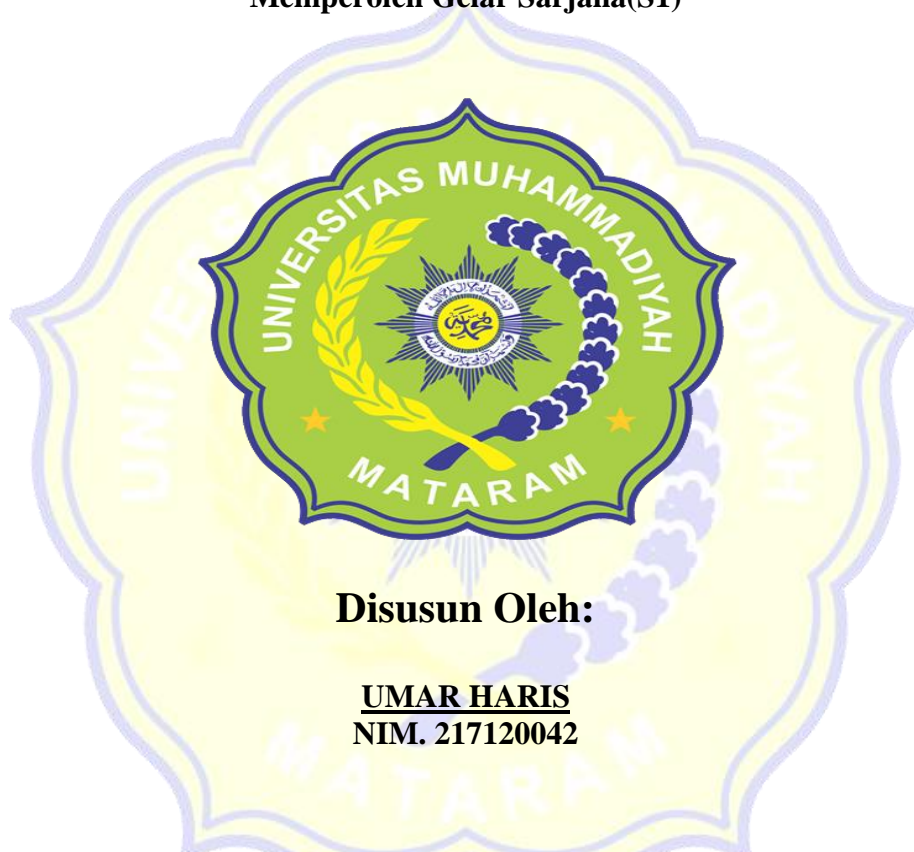 Memperoleh Gelar Sarjana(S1)
UNIVERSITAS MUHAMMADIYAH
MATARAM
Disusun Oleh:
UMAR HARIS
NIM. 217120042